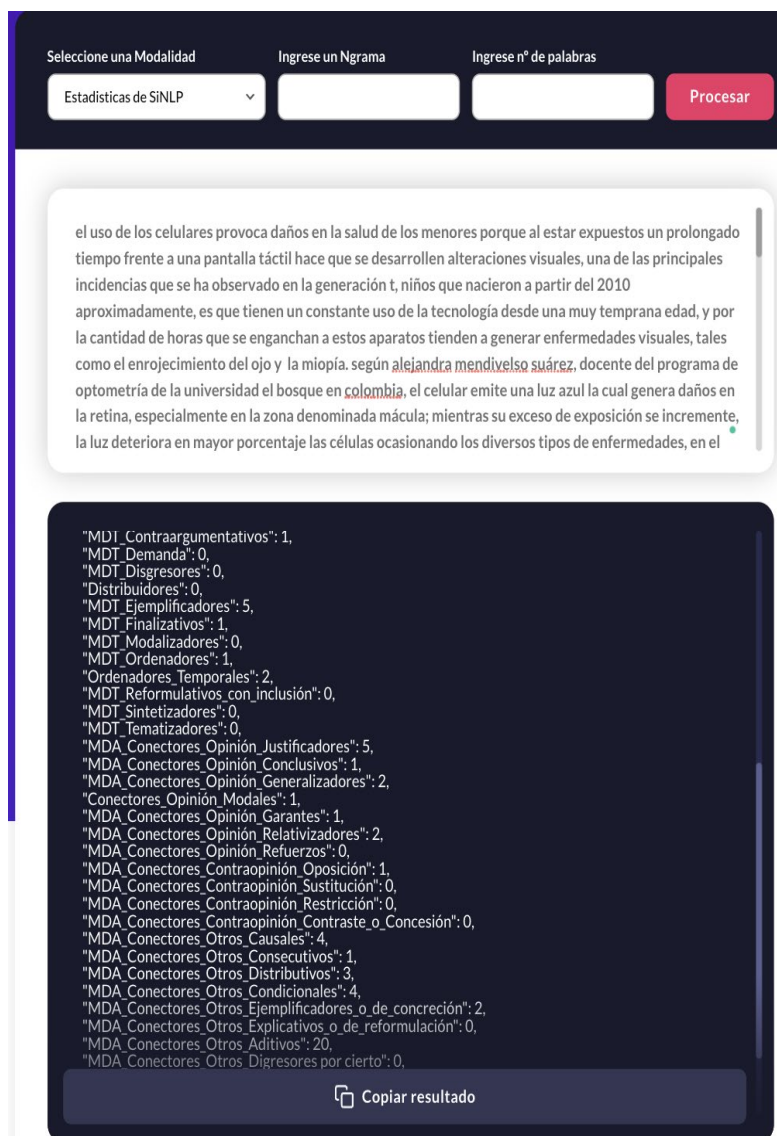 Seleccione una Modalidad
Ingrese un Ngrama
Ingrese nº de palabras
Estadisticas de SiNLP
Procesar
el uso de los celulares provoca daños en la salud de los menores porque al estar expuestos un prolongado
tiempo frente a una pantalla táctil hace que se desarrollen alteraciones visuales, una de las principales
incidencias que se ha observado en la generación t, niños que nacieron a partir del 2010
aproximadamente, es que tienen un constante uso de la tecnología desde una muy temprana edad, y por
la cantidad de horas que se enganchan a estos aparatos tienden a generar enfermedades visuales, tales
como el enrojecimiento del ojo y  la miopía. según alejandra mendivelso suárez, docente del programa de
optometría de la universidad el bosque en colombia, el celular emite una luz azul la cual genera daños en
la retina, especialmente en la zona denominada mácula; mientras su exceso de exposición se incremente,
la luz deteriora en mayor porcentaje las células ocasionando los diversos tipos de enfermedades, en el
"MDT_Contraargumentativos": 1,
"MDT_Demanda": 0,
"MDT_Disgresores": 0,
"Distribuidores": 0,
"MDT_Ejemplificadores": 5,
"MDT_Finalizativos": 1,
"MDT_Modalizadores": 0,
"MDT_Ordenadores": 1,
"Ordenadores_Temporales": 2,
"MDT_Reformulativos_con_inclusión": 0,
"MDT_Sintetizadores": 0,
"MDT_Tematizadores": 0,
"MDA_Conectores_Opinión_Justificadores": 5,
"MDA_Conectores_Opinión_Conclusivos": 1,
"MDA_Conectores_Opinión_Generalizadores": 2,
"Conectores_Opinión_Modales": 1,
"MDA_Conectores_Opinión_Garantes": 1,
"MDA_Conectores_Opinión_Relativizadores": 2,
"MDA_Conectores_Opinión_Refuerzos": 0,
"MDA_Conectores_Contraopinión_Oposición": 1,
"MDA_Conectores_Contraopinión_Sustitución": 0,
"MDA_Conectores_Contraopinión_Restricción": 0,
"MDA_Conectores_Contraopinión_Contraste_o_Concesión": 0,
"MDA_Conectores_Otros_Causales": 4,
"MDA_Conectores_Otros_Consecutivos": 1,
"MDA_Conectores_Otros_Distributivos": 3,
"MDA_Conectores_Otros_Condicionales": 4,
"MDA_Conectores_Otros_Ejemplificadores_o_de_concreción": 2,
"MDA_Conectores_Otros_Explicativos_o_de_reformulación": 0,
"MDA_Conectores_Otros_Aditivos": 20,
"MDA_Conectores_Otros_Digresores por cierto": 0,
Copiar resultado